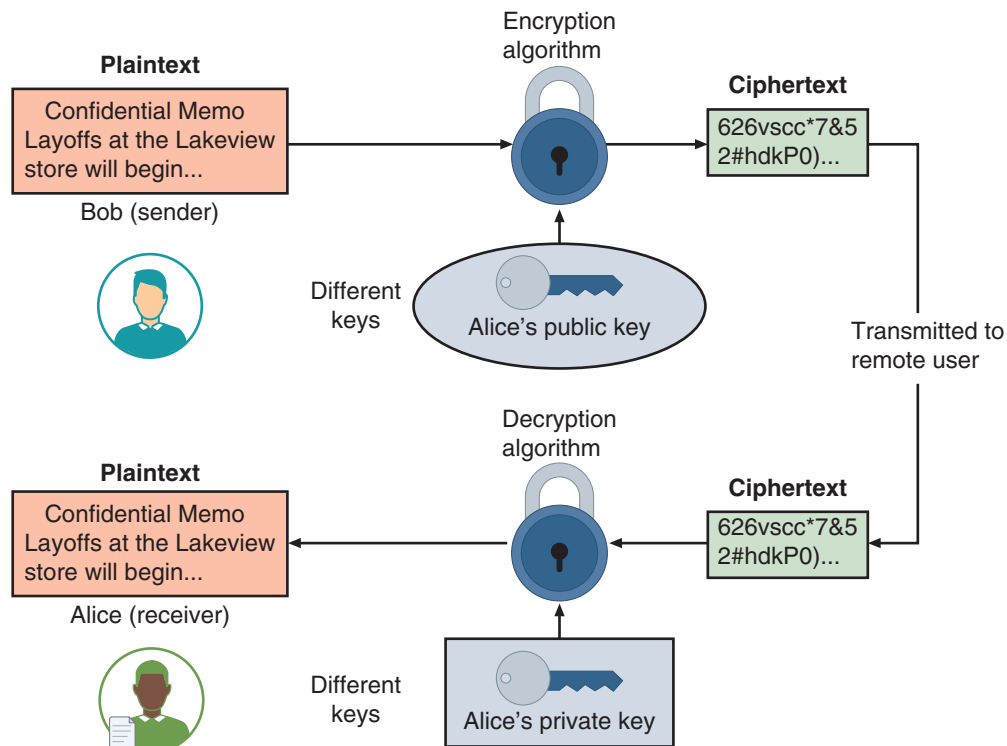 Encryption
algorithm
Plaintext
Confidential Memo
Layoffs at the Lakeview
store will begin...
Bob (sender)
Ciphertext
626vscc*7&5
2#hdkP0)...
Different
keys
Alice’s public key
Transmitted to
remote user
Decryption
algorithm
Plaintext
Confidential Memo
Layoffs at the Lakeview
store will begin...
Alice (receiver)
Ciphertext
626vscc*7&5
2#hdkP0)...
Different
keys
Alice’s private key